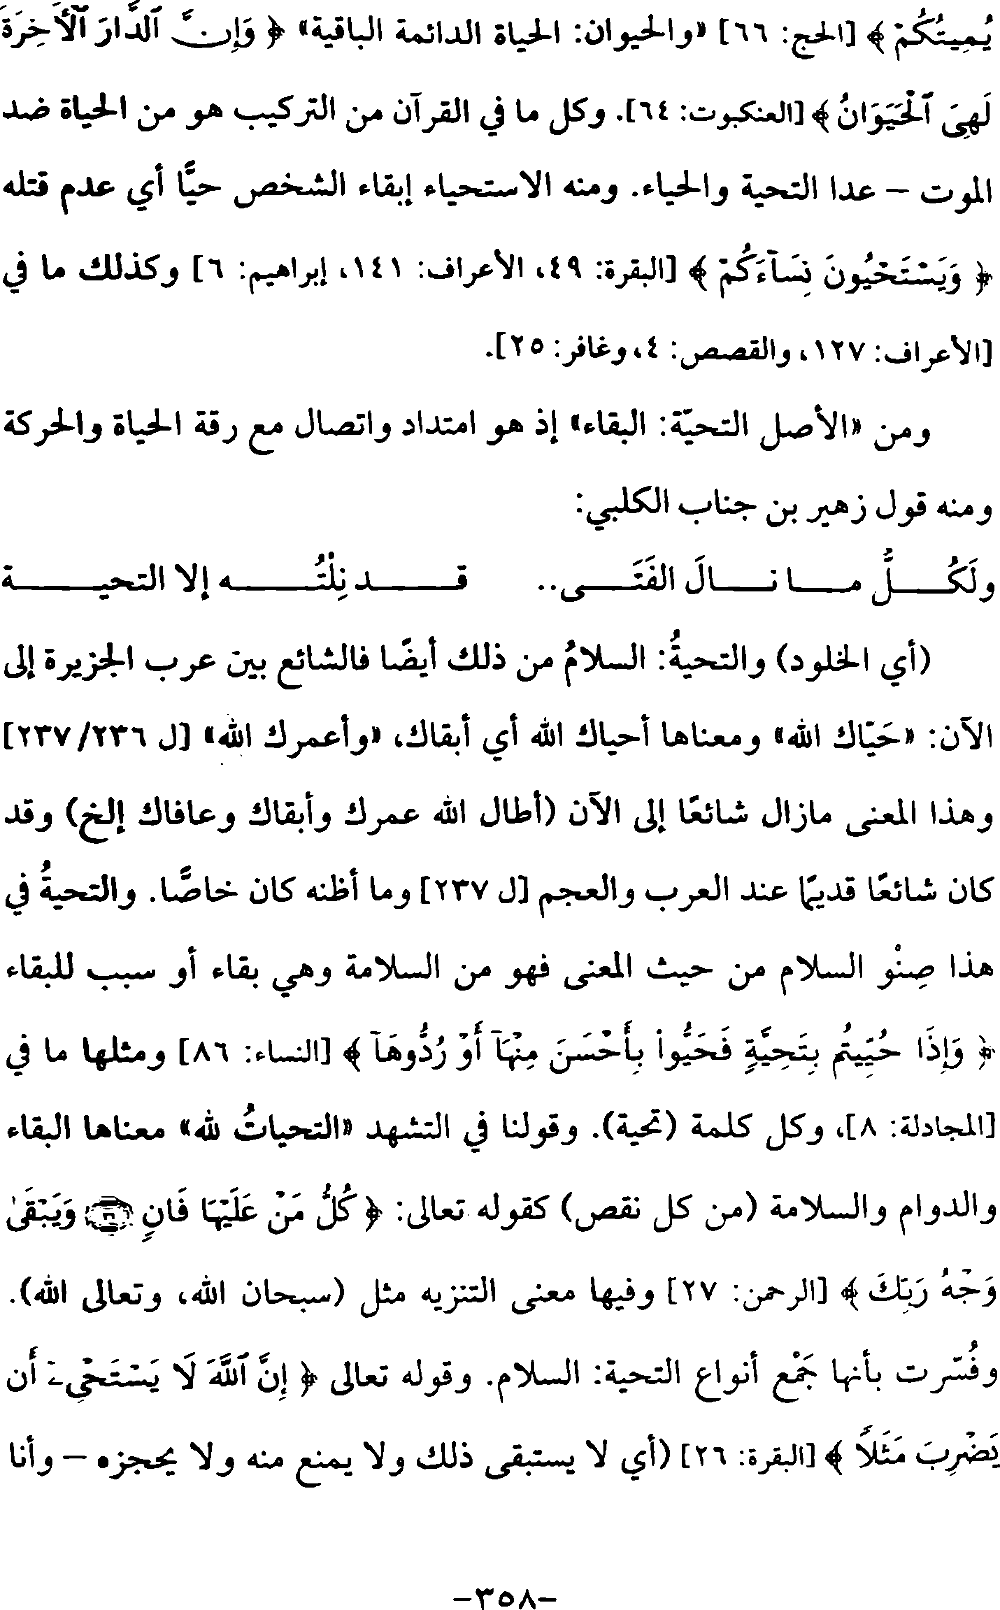 يُمِيتُكُمْ ﴾ [الحج: ٦٦] «والحيوان: الحياة الدائمة الباقية» ﴿ وَإِنَّ ٱلدَّارَ ٱلْأَخِرَةَ
لَهِىَ ٱلْحَيَوَانُ ﴾ [العنكبوت: ٦٤]. وكل ما في القرآن من التركيب هو من الحياة ضد
الموت – عدا التحية والحياء. ومنه الاستحياء إبقاء الشخص حيًّا أي عدم قتله
﴿ وَيَسْتَحْيُونَ نِسَآءَكُمْ ﴾ [البقرة: ٤٩، الأعراف: ١٤١، إبراهيم: ٦] وكذلك ما في
[الأعراف: ١٢٧، والقصص: ٤، وغافر: ٢٥].
ومن «الأصل التحيّة: البقاء» إذ هو امتداد واتصال مع رقة الحياة والحركة
ومنه قول زهير بن جناب الكلبي:
ولَكُـــلُّ مـــا نـــالَ الفَتَـــى.. قـــد نِلْتُـــه إلا التحيـــة
(أي الخلود) والتحيةُ: السلامُ من ذلك أيضًا فالشائع بين عرب الجزيرة إلى
الآن: «حَيّاك الله» ومعناها أحياك الله أي أبقاك، «وأعمرك الله» [ل ٢٣٦/٢٣٧]
وهذا المعنى مازال شائعًا إلى الآن (أطال الله عمرك وأبقاك وعافاك إلخ) وقد
كان شائعًا قديمًا عند العرب والعجم [ل ٢٣٧] وما أظنه كان خاصًّا. والتحيةُ في
هذا صِنْو السلام من حيث المعنى فهو من السلامة وهي بقاء أو سبب للبقاء
﴿ وَإِذَا حُيِّيتُم بِتَحِيَّةٍ فَحَيُّوا۟ بِأَحْسَنَ مِنْهَآ أَوْ رُدُّوهَآ ﴾ [النساء: ٨٦] ومثلها ما في
[المجادلة: ٨]، وكل كلمة (تحية). وقولنا في التشهد «التحياتُ لله» معناها البقاء
والدوام والسلامة (من كل نقص) كقوله تعالى: ﴿ كُلُّ مَنْ عَلَيْهَا فَانٍ ۝٢٦ وَيَبْقَىٰ
وَجْهُ رَبِّكَ ﴾ [الرحمن: ٢٧] وفيها معنى التنزيه مثل (سبحان الله، وتعالى الله).
وفُسّرت بأنها جَمْع أنواع التحية: السلام. وقوله تعالى ﴿ إِنَّ ٱللَّهَ لَا يَسْتَحْىِۦٓ أَن
يَضْرِبَ مَثَلاً ﴾ [البقرة: ٢٦] (أي لا يستبقى ذلك ولا يمنع منه ولا يحجزه – وأنا
-٣٥٨-